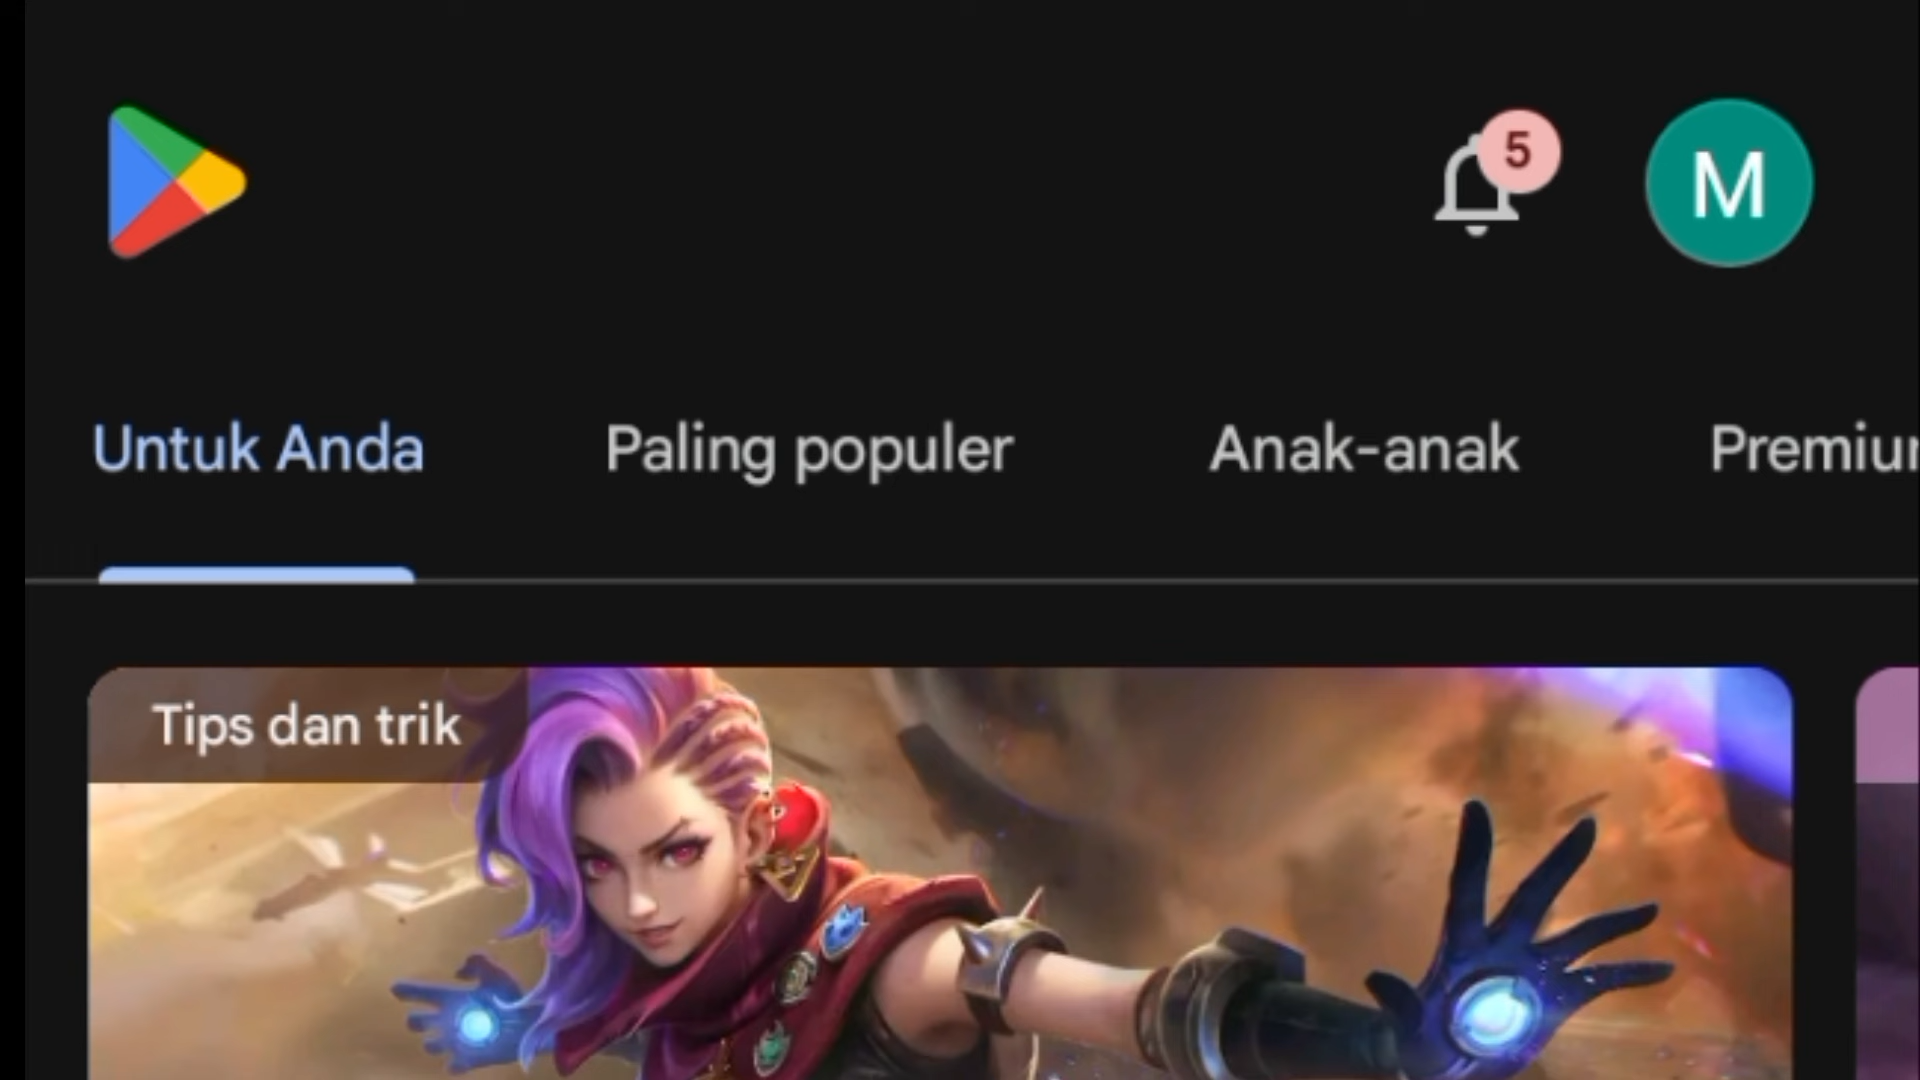 5
M
Untuk Anda
Paling populer
Anak-anak
Tips dan trik